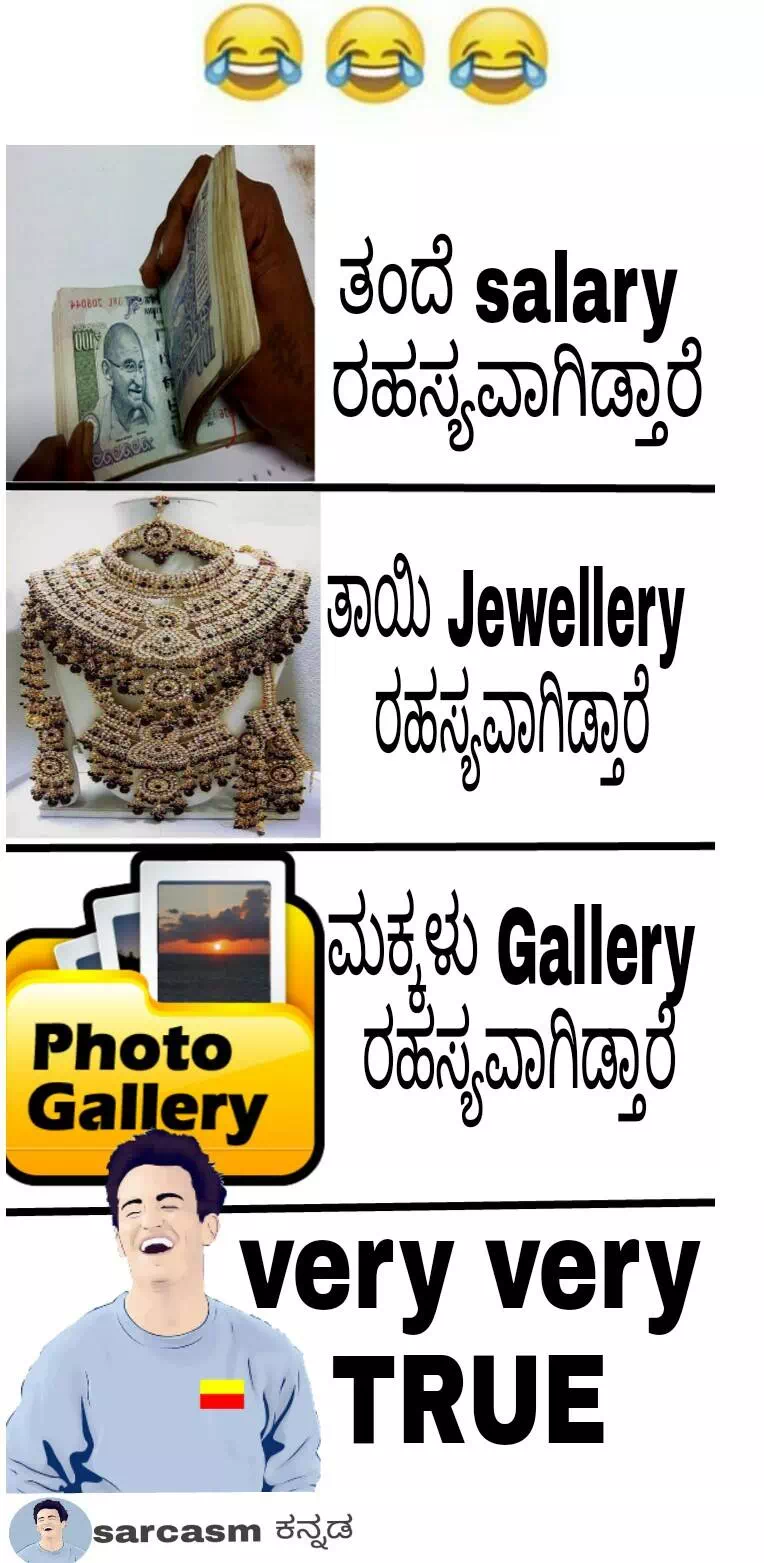 ತಂದೆ salary
ರಹಸ್ಯವಾಗಿಡ್ತಾರೆ
ತಾಯಿ Jewellery
ರಹಸ್ಯವಾಗಿಡ್ತಾರೆ
ಮಕ್ಕಳು Gallery
ರಹಸ್ಯವಾಗಿಡ್ತಾರೆ
Photo
Gallery
very very
TRUE
sarcasm ಕನ್ನಡ